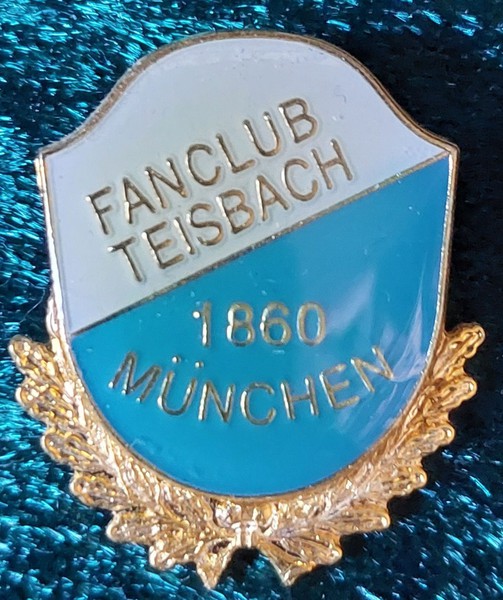 FANCLUB
TEISBACH
1860
MÜNCHEN